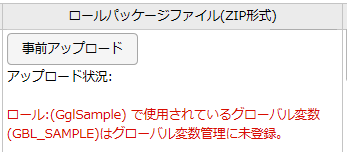 ロールパッケージファイル(ZIP形式)
事前アップロード
アップロード状況:
ロール:(GglSample) で使用されているグローバル変数
(GBL_SAMPLE)はグローバル変数管理に未登録。